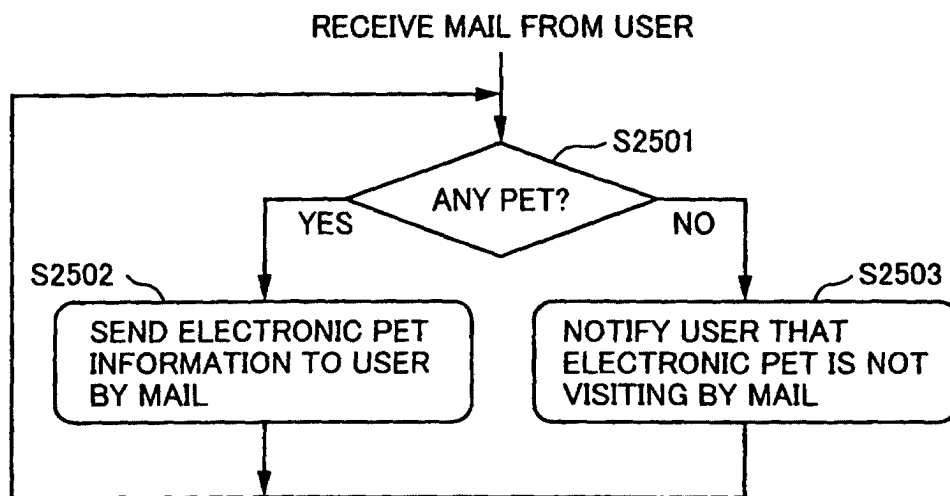 RECEIVE MAIL FROM USER
S2501
ANY PET?
YES
NO
S2502
S2503
SEND ELECTRONIC PET
INFORMATION TO USER
BY MAIL
NOTIFY USER THAT
ELECTRONIC PET IS NOT
VISITING BY MAIL